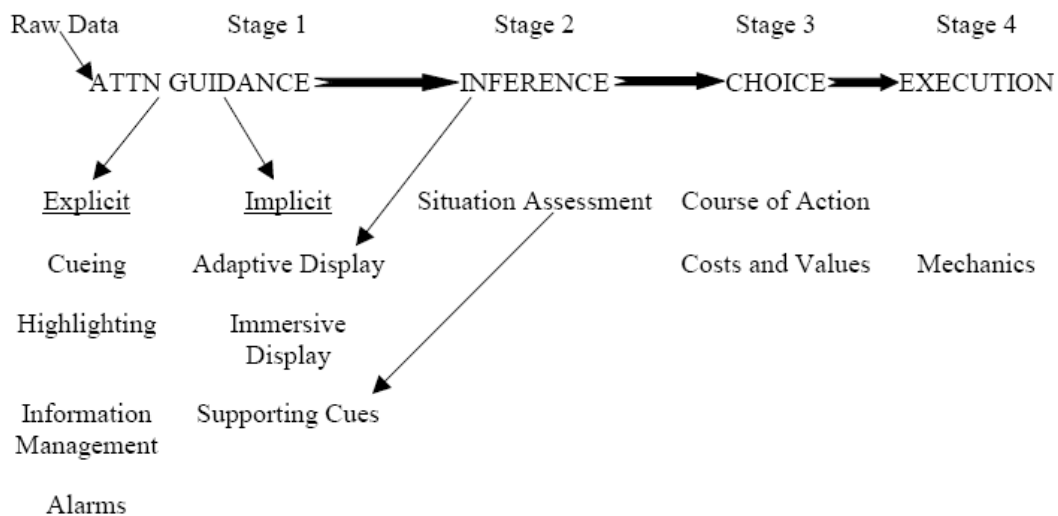 Raw Data Stage 1 Stage 2 Stage 3 Stage 4
ATTN GUIDANCE INFERENCE CHOICE EXECUTION
Explicit Implicit Situation Assessment Course of Action
Cueing Adaptive Display Costs and Values Mechanics
Highlighting Immersive
Display
Information Supporting Cues
Management
Alarms